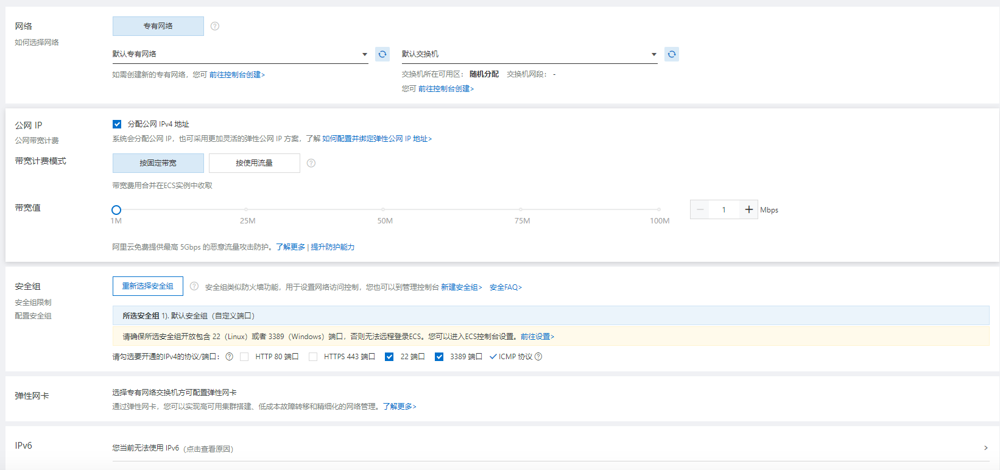 网络
专有网络
如何选择网络
默认专有网络
默认交换机
如需创建新的专有网络，您可 前往控制台创建>
交换机所在可用区： 随机分配 交换机网段： -
您可 前往控制台创建>
公网 IP
分配公网 IPv4 地址
公网带宽计费
系统会分配公网 IP，也可采用更加灵活的弹性公网 IP 方案，了解 如何配置并绑定弹性公网 IP 地址>
带宽计费模式
按固定带宽
按使用流量
带宽费用合并在ECS实例中收取
带宽值
1M
25M
50M
75M
100M
1
Mbps
阿里云免费提供最高 5Gbps 的恶意流量攻击防护。了解更多 | 提升防护能力
安全组
重新选择安全组
安全组类似防火墙功能，用于设置网络访问控制，您也可以到管理控制台 新建安全组> 安全FAQ>
安全组限制
配置安全组
所选安全组 1). 默认安全组（自定义端口）
请确保所选安全组开放包含 22（Linux）或者 3389（Windows）端口，否则无法远程登录ECS。您可以进入ECS控制台设置。前往设置>
请勾选要开通的IPv4的协议/端口： HTTP 80 端口 HTTPS 443 端口 22 端口 3389 端口 ICMP 协议
弹性网卡
选择专有网络交换机方可配置弹性网卡
通过弹性网卡，您可以实现高可用集群搭建、低成本故障转移和精细化的网络管理。了解更多>
IPv6
您当前无法使用 IPv6 （点击查看原因）